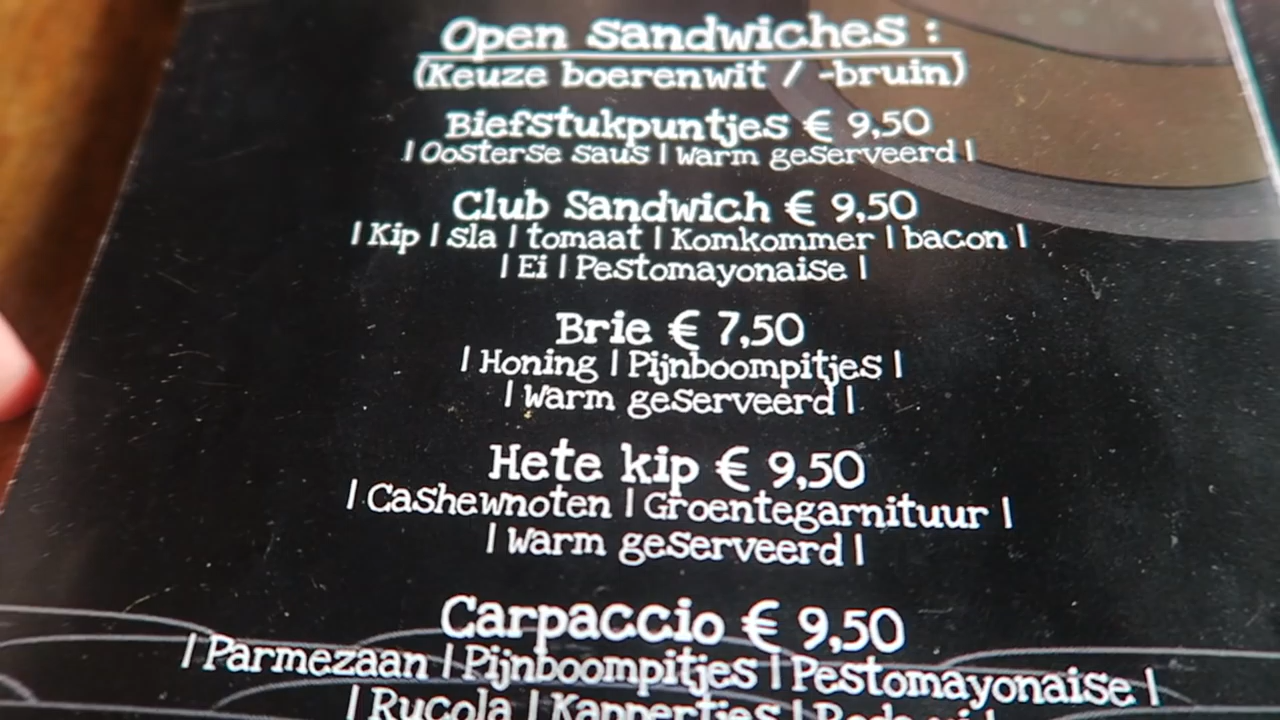 Open Sandwiches :
(Keuze boerenwit / -bruin)
Biefstukpuntjes € 9,50
| Oosterse saus | Warm geserveerd |
Club Sandwich € 9,50
| Kip | sla | tomaat | Komkommer | bacon |
| Ei | Pestomayonaise |
Brie € 7,50
| Honing | Pijnboompitjes |
| Warm geserveerd |
Hete kip € 9,50
| Cashewnoten | Groentegarnituur |
| Warm geserveerd |
Carpaccio € 9,50
| Parmezaan | Pijnboompitjes | Pestomayonaise |
| Rucola | Kappertjes |